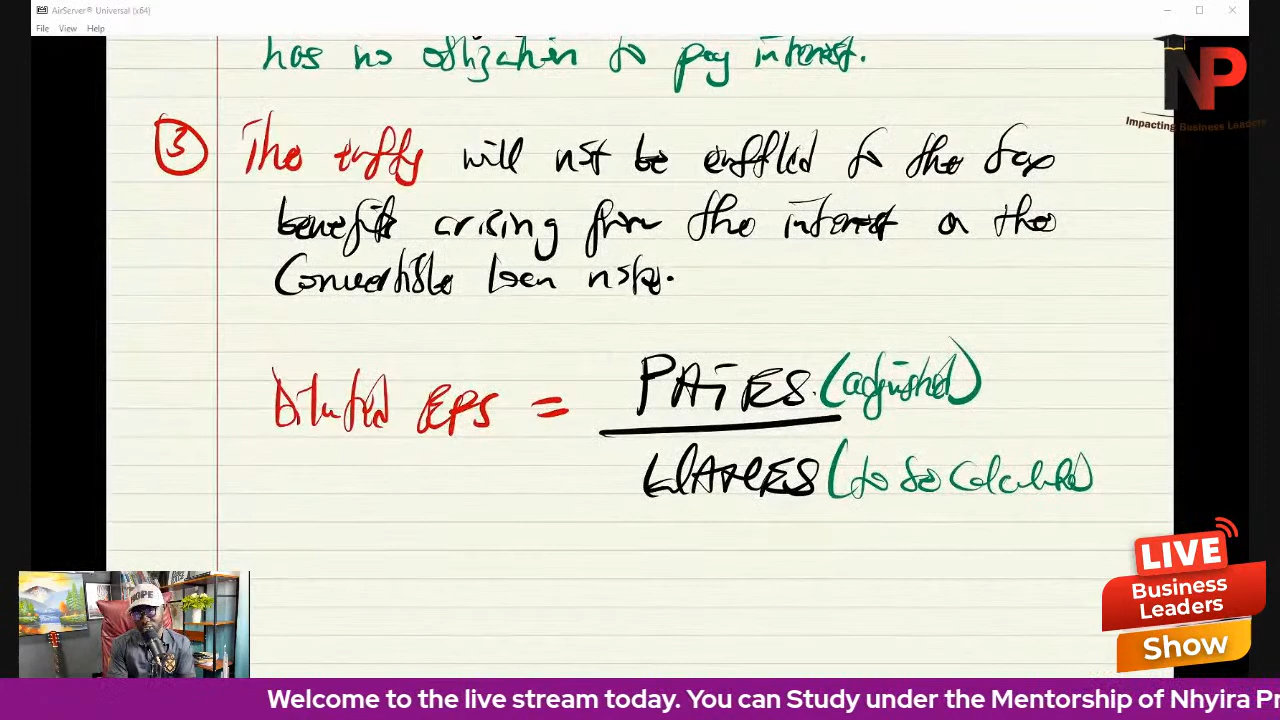 AirServer® Universal (x64)
File View Help
has no obligation to pay interest.
NP
Impacting Business Leaders
3 The entity will not be entitled to the tax
benefits arising from the interest on the
Convertible loan note.
Diluted EPS = PATES (adjusted)
(to be calculated)
HOPE
LIVE
Business
Leaders
Show
Welcome to the live stream today. You can Study under the Mentorship of Nhyira Pr